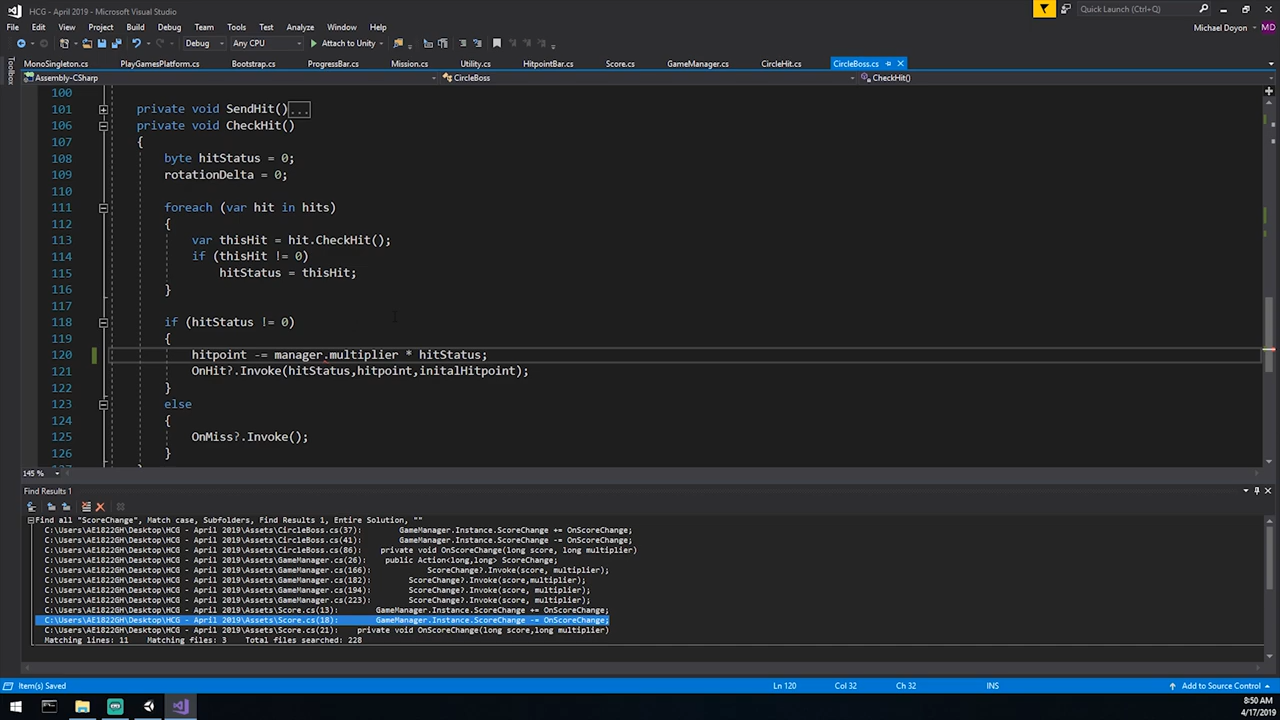 HCG - April 2019 - Microsoft Visual Studio
Quick Launch (Ctrl+Q)
File Edit View Project Build Debug Team Tools Test Analyze Window Help
Michael Doyon MD
Debug Any CPU Attach to Unity
Toolbox
MonoSingleton.cs PlayGamesPlatform.cs Bootstrap.cs ProgressBar.cs Mission.cs Utility.cs HitpointBar.cs Score.cs GameManager.cs CircleHit.cs CircleBoss.cs
Assembly-CSharp CircleBoss CheckHit()
100
101 private void SendHit()...
106 private void CheckHit()
107 {
108 byte hitStatus = 0;
109 rotationDelta = 0;
110
111 foreach (var hit in hits)
112 {
113 var thisHit = hit.CheckHit();
114 if (thisHit != 0)
115 hitStatus = thisHit;
116 }
117
118 if (hitStatus != 0)
119 {
120 hitpoint -= manager.multiplier * hitStatus;
121 OnHit?.Invoke(hitStatus,hitpoint,initalHitpoint);
122 }
123 else
124 {
125 OnMiss?.Invoke();
126 }
127 }
145 %
Find Results 1
Find all "ScoreChange", Match case, Subfolders, Find Results 1, Entire Solution, ""
C:\Users\AE1822GH\Desktop\HCG - April 2019\Assets\CircleBoss.cs(37): GameManager.Instance.ScoreChange += OnScoreChange;
C:\Users\AE1822GH\Desktop\HCG - April 2019\Assets\CircleBoss.cs(41): GameManager.Instance.ScoreChange -= OnScoreChange;
C:\Users\AE1822GH\Desktop\HCG - April 2019\Assets\CircleBoss.cs(86): private void OnScoreChange(long score, long multiplier)
C:\Users\AE1822GH\Desktop\HCG - April 2019\Assets\GameManager.cs(26): public Action<long,long> ScoreChange;
C:\Users\AE1822GH\Desktop\HCG - April 2019\Assets\GameManager.cs(166): ScoreChange?.Invoke(score, multiplier);
C:\Users\AE1822GH\Desktop\HCG - April 2019\Assets\GameManager.cs(182): ScoreChange?.Invoke(score,multiplier);
C:\Users\AE1822GH\Desktop\HCG - April 2019\Assets\GameManager.cs(194): ScoreChange?.Invoke(score, multiplier);
C:\Users\AE1822GH\Desktop\HCG - April 2019\Assets\GameManager.cs(223): ScoreChange?.Invoke(score, multiplier);
C:\Users\AE1822GH\Desktop\HCG - April 2019\Assets\Score.cs(13): GameManager.Instance.ScoreChange += OnScoreChange;
C:\Users\AE1822GH\Desktop\HCG - April 2019\Assets\Score.cs(18): GameManager.Instance.ScoreChange -= OnScoreChange;
C:\Users\AE1822GH\Desktop\HCG - April 2019\Assets\Score.cs(21): private void OnScoreChange(long score,long multiplier)
Matching lines: 11 Matching files: 3 Total files searched: 228
Item(s) Saved Ln 120 Col 32 Ch 32 INS Add to Source Control
8:50 AM
4/17/2019